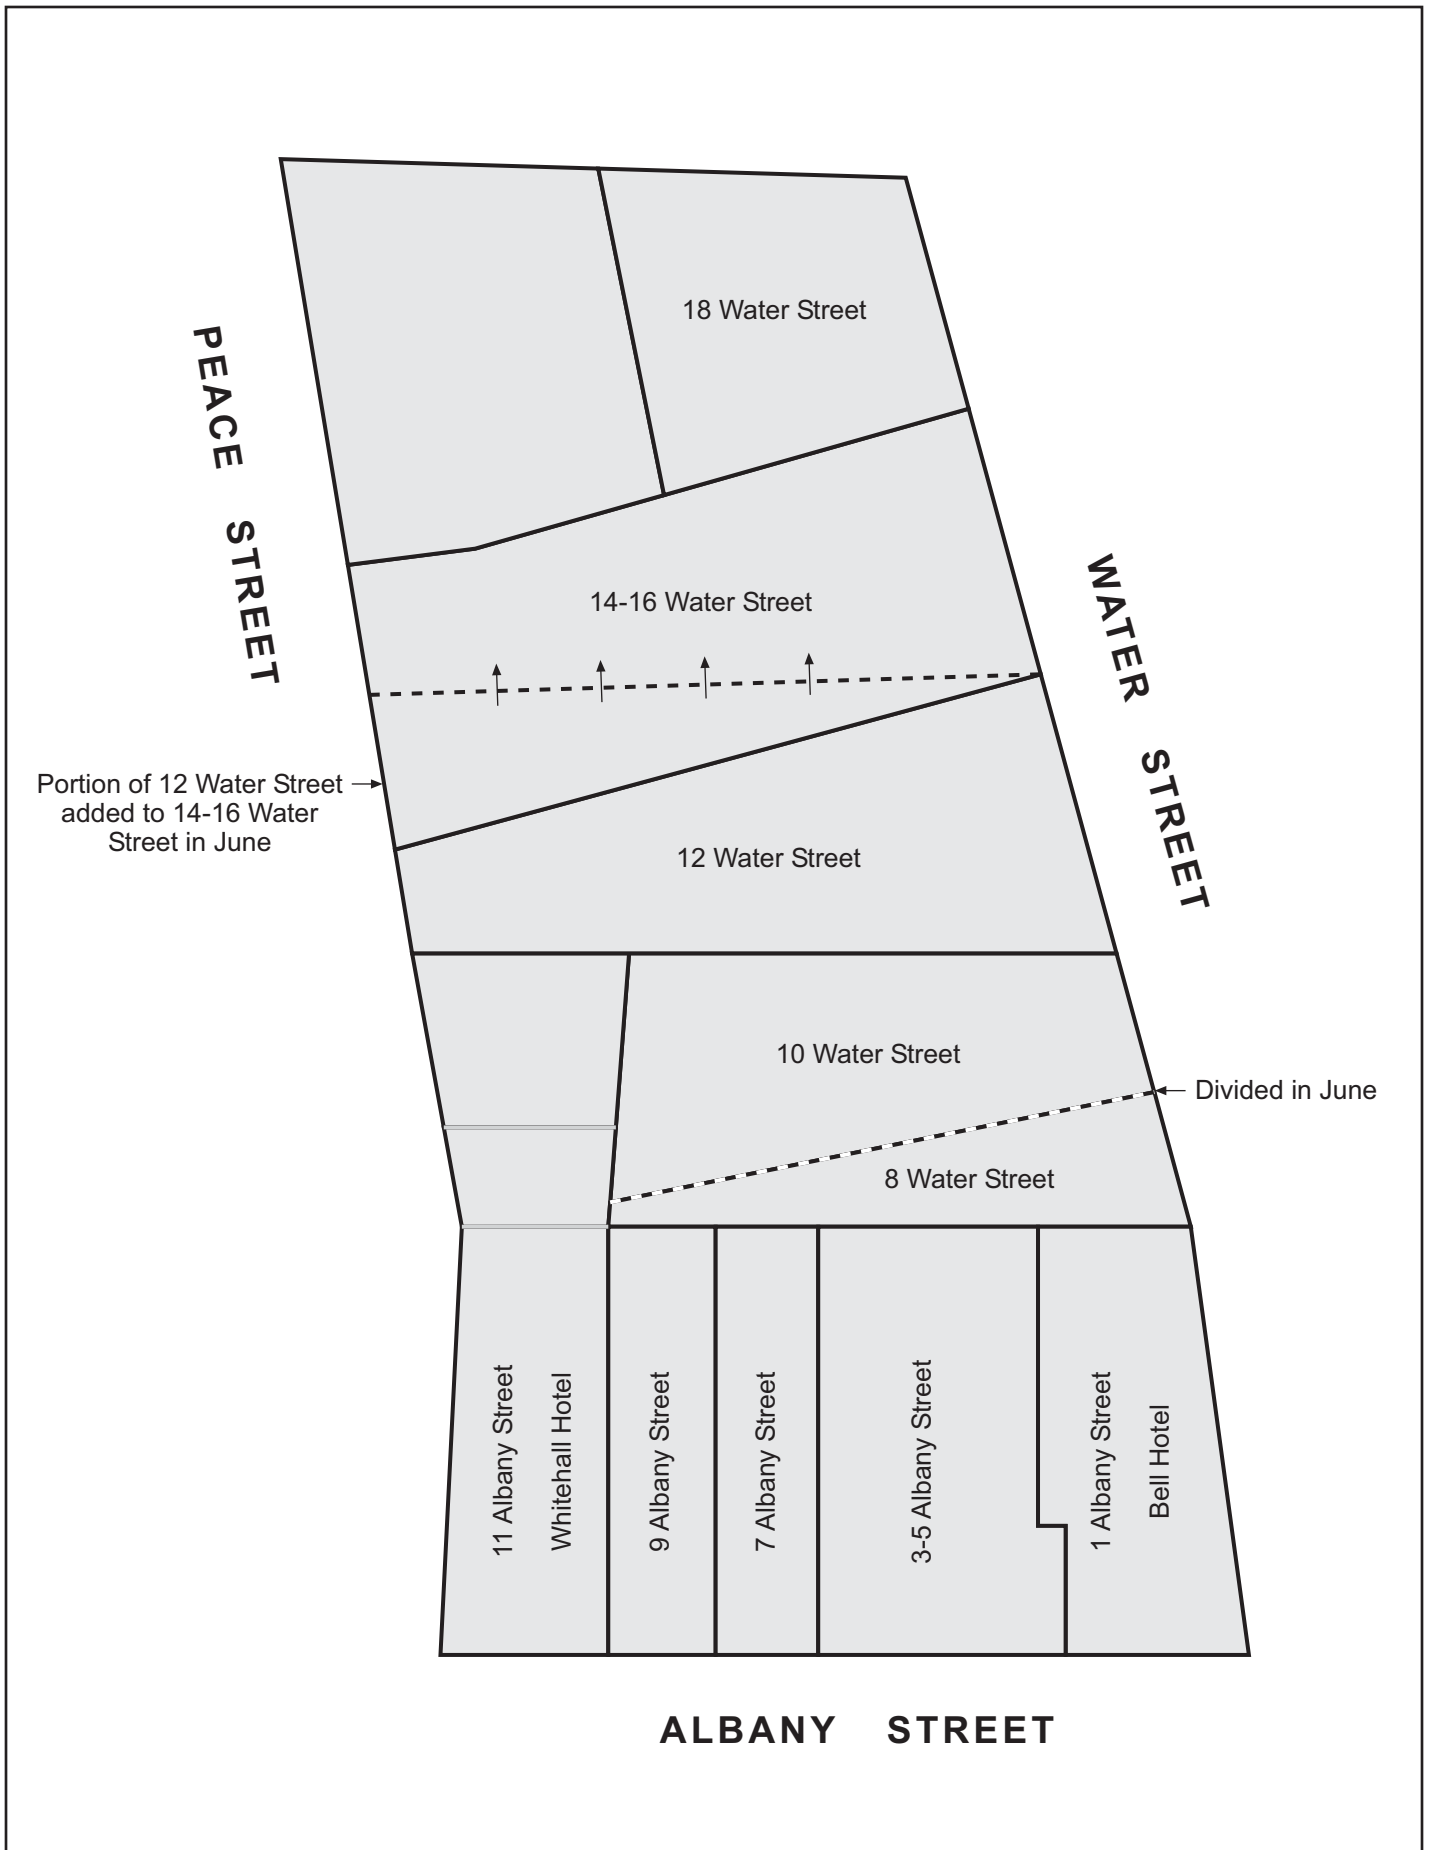 18 Water Street
PEACE STREET
14-16 Water Street
WATER STREET
Portion of 12 Water Street
added to 14-16 Water
Street in June
12 Water Street
10 Water Street
Divided in June
8 Water Street
11 Albany Street
Whitehall Hotel
9 Albany Street
7 Albany Street
3-5 Albany Street
1 Albany Street
Bell Hotel
ALBANY STREET